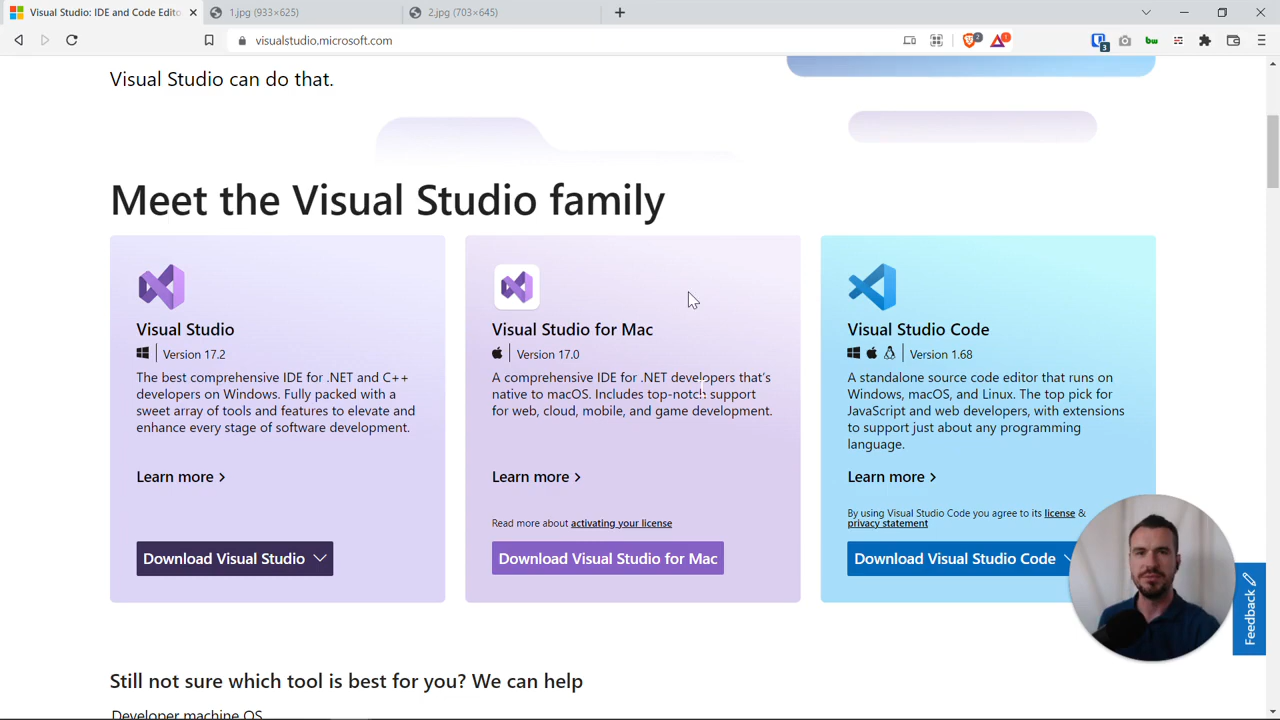 Visual Studio: IDE and Code Edito
1.jpg (933×625)
2.jpg (703×645)
visualstudio.microsoft.com
2
1
3
bw
Visual Studio can do that.
Meet the Visual Studio family
Visual Studio
Version 17.2
The best comprehensive IDE for .NET and C++
developers on Windows. Fully packed with a
sweet array of tools and features to elevate and
enhance every stage of software development.
Learn more
Download Visual Studio
Visual Studio for Mac
Version 17.0
A comprehensive IDE for .NET developers that's
native to macOS. Includes top-notch support
for web, cloud, mobile, and game development.
Learn more
Read more about activating your license
Download Visual Studio for Mac
Visual Studio Code
Version 1.68
A standalone source code editor that runs on
Windows, macOS, and Linux. The top pick for
JavaScript and web developers, with extensions
to support just about any programming
language.
Learn more
By using Visual Studio Code you agree to its license &
privacy statement
Download Visual Studio Code
Feedback
Still not sure which tool is best for you? We can help
Developer machine OS